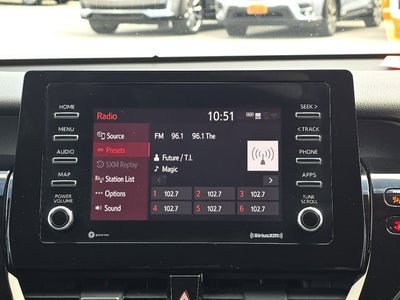 HOME
MENU
AUDIO
MAP
POWER
VOLUME
Radio
10:51
Source
FM 96.1 96.1 The
Presets
SXM Replay
Future / T.I.
Magic
Station List
Options
Sound
1 102.7 2 102.7 3 102.7
4 102.7 5 102.7 6 102.7
SEEK >
< TRACK
PHONE
APPS
TUNE
SCROLL
((SiriusXM))